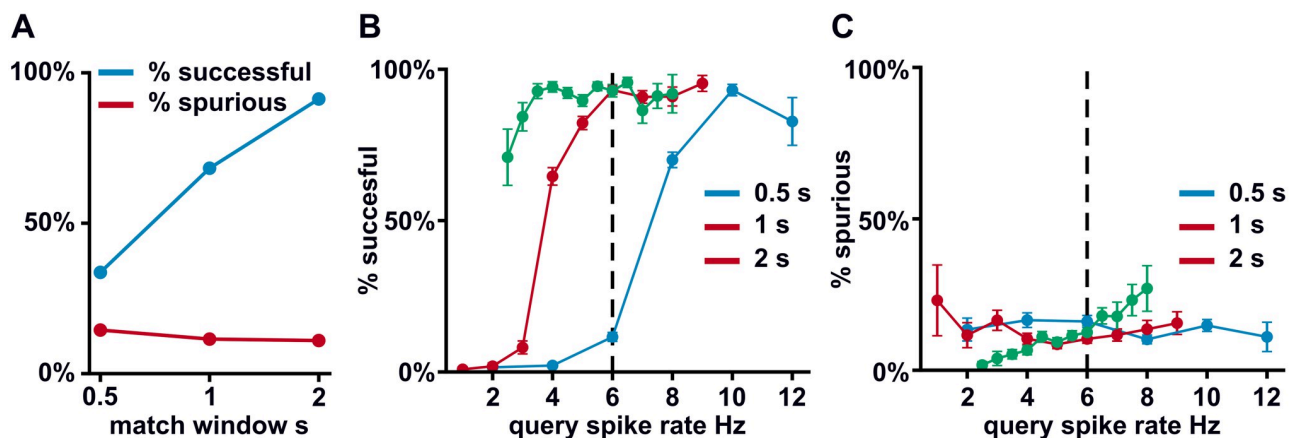 A
100%
50%
0%
% successful
% spurious
0.5 1 2
match window s
B
100%
50%
0%
% succesful
0.5 s
1 s
2 s
2 4 6 8 10 12
query spike rate Hz
C
100%
50%
0%
% spurious
0.5 s
1 s
2 s
2 4 6 8 10 12
query spike rate Hz